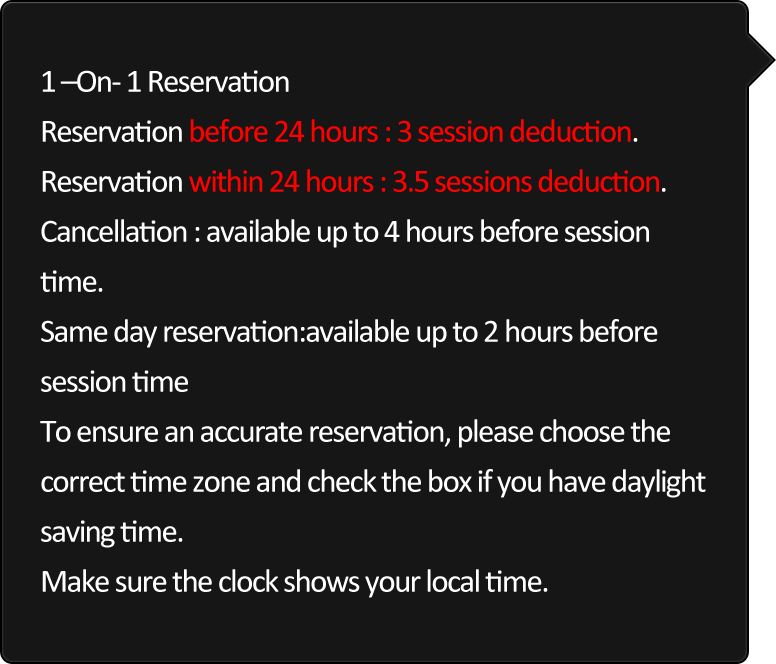 1 –On- 1 Reservation
Reservation before 24 hours : 3 session deduction.
Reservation within 24 hours : 3.5 sessions deduction.
Cancellation : available up to 4 hours before session
time.
Same day reservation:available up to 2 hours before
session time
To ensure an accurate reservation, please choose the
correct time zone and check the box if you have daylight
saving time.
Make sure the clock shows your local time.